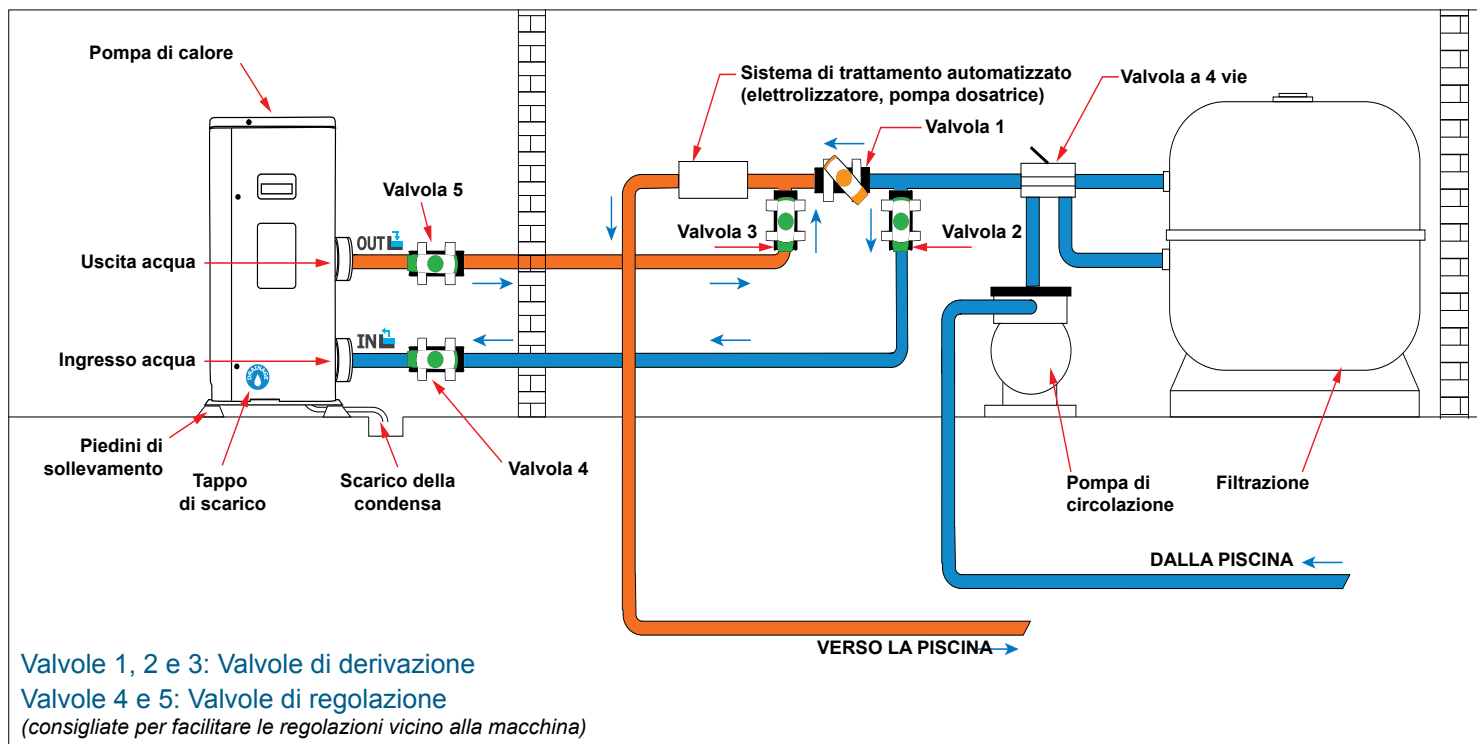 Pompa di calore
Sistema di trattamento automatizzato
(elettrolizzatore, pompa dosatrice)
Valvola a 4 vie
Valvola 1
Valvola 5
Valvola 3
Valvola 2
OUT
Uscita acqua
IN
Ingresso acqua
Piedini di
sollevamento
Tappo
di scarico
Scarico della
condensa
Valvola 4
Pompa di
circolazione
Filtrazione
DALLA PISCINA
VERSO LA PISCINA
Valvole 1, 2 e 3: Valvole di derivazione
Valvole 4 e 5: Valvole di regolazione
(consigliate per facilitare le regolazioni vicino alla macchina)